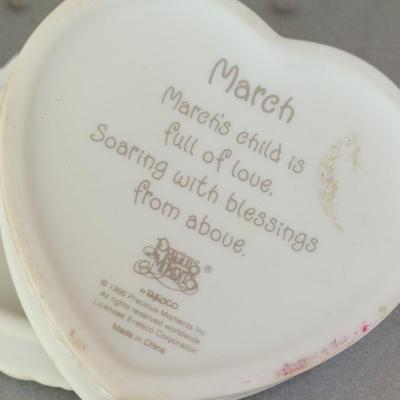 March
March's child is
full of love,
Soaring with blessings
from above.
Precious
Moments ®
by ENESCO
© 1996 Precious Moments Inc.
All rights reserved worldwide
Licensee Enesco Corporation
Made in China